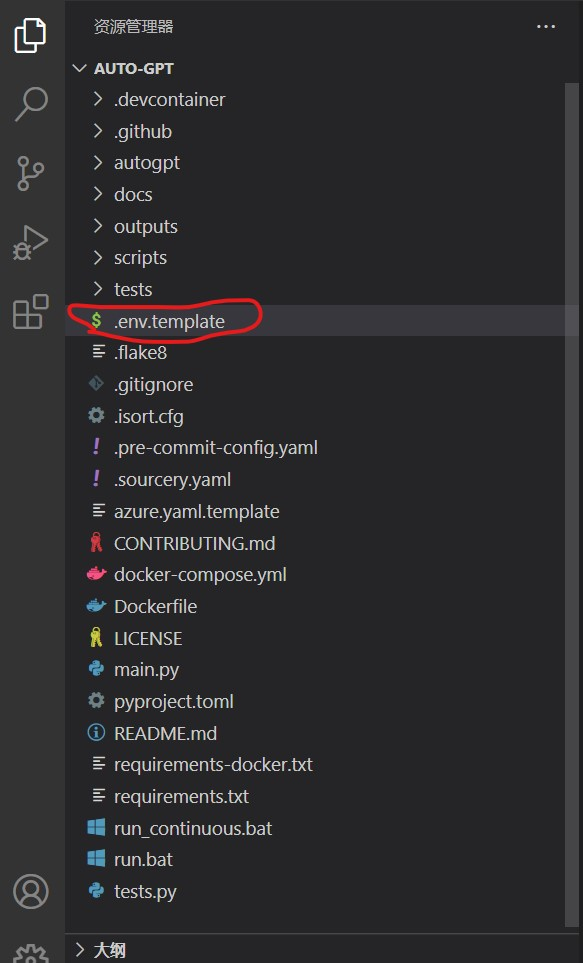 资源管理器
AUTO-GPT
.devcontainer
.github
autogpt
docs
outputs
scripts
tests
.env.template
.flake8
.gitignore
.isort.cfg
.pre-commit-config.yaml
.sourcery.yaml
azure.yaml.template
CONTRIBUTING.md
docker-compose.yml
Dockerfile
LICENSE
main.py
pyproject.toml
README.md
requirements-docker.txt
requirements.txt
run_continuous.bat
run.bat
tests.py
大纲